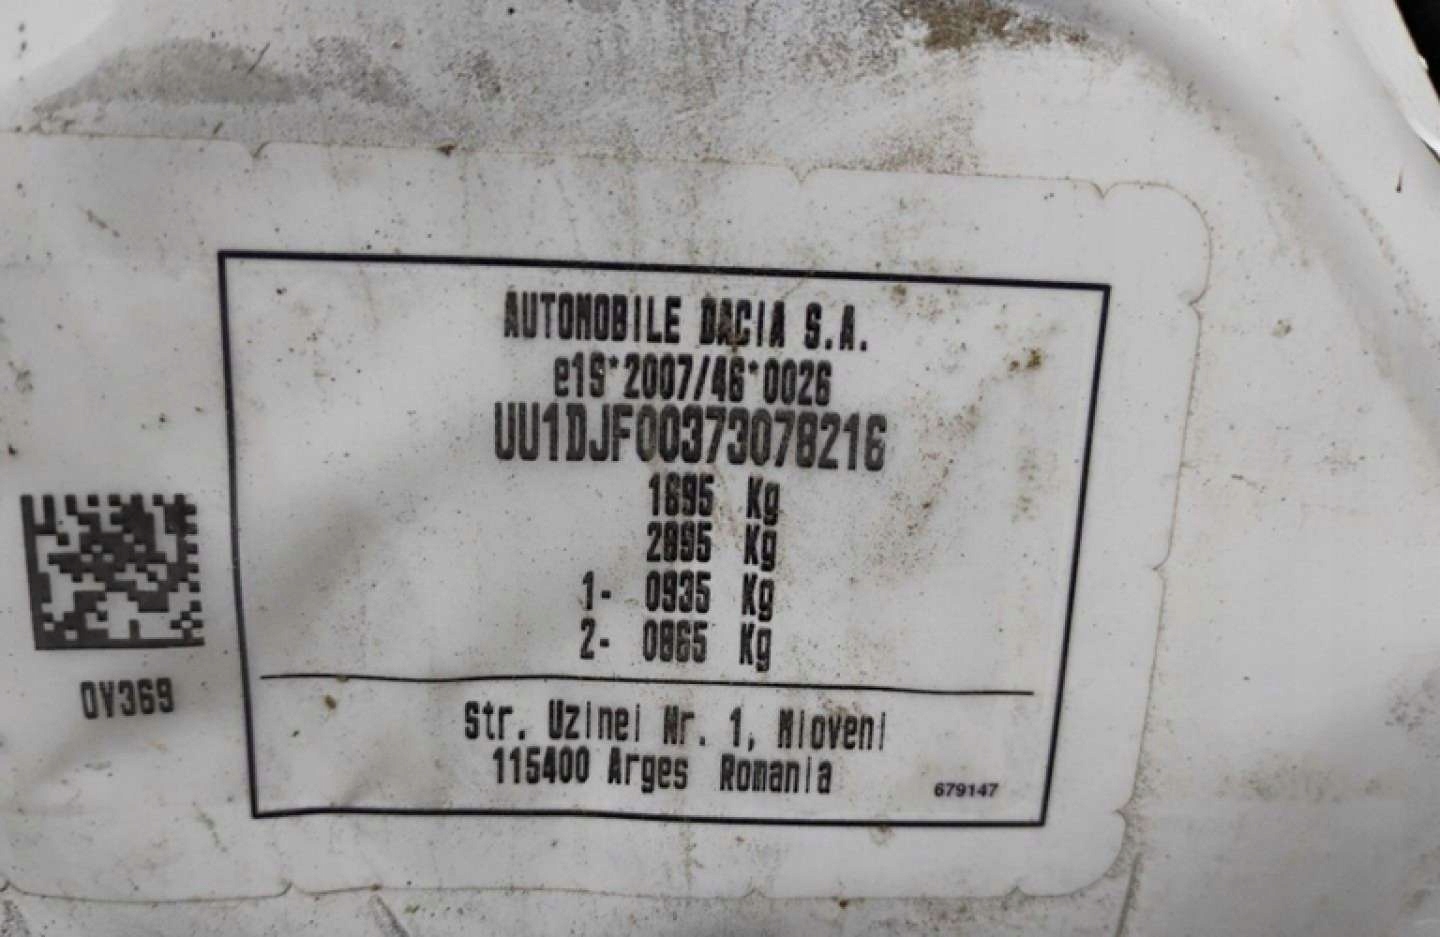 AUTOMOBILE DACIA S.A.
e19*2007/46*0026
UU1DJF00373078216
1695 Kg
2895 Kg
1- 0935 Kg
2- 0865 Kg
0V369
Str. Uzinei Nr. 1, Mioveni
115400 Arges Romania
679147